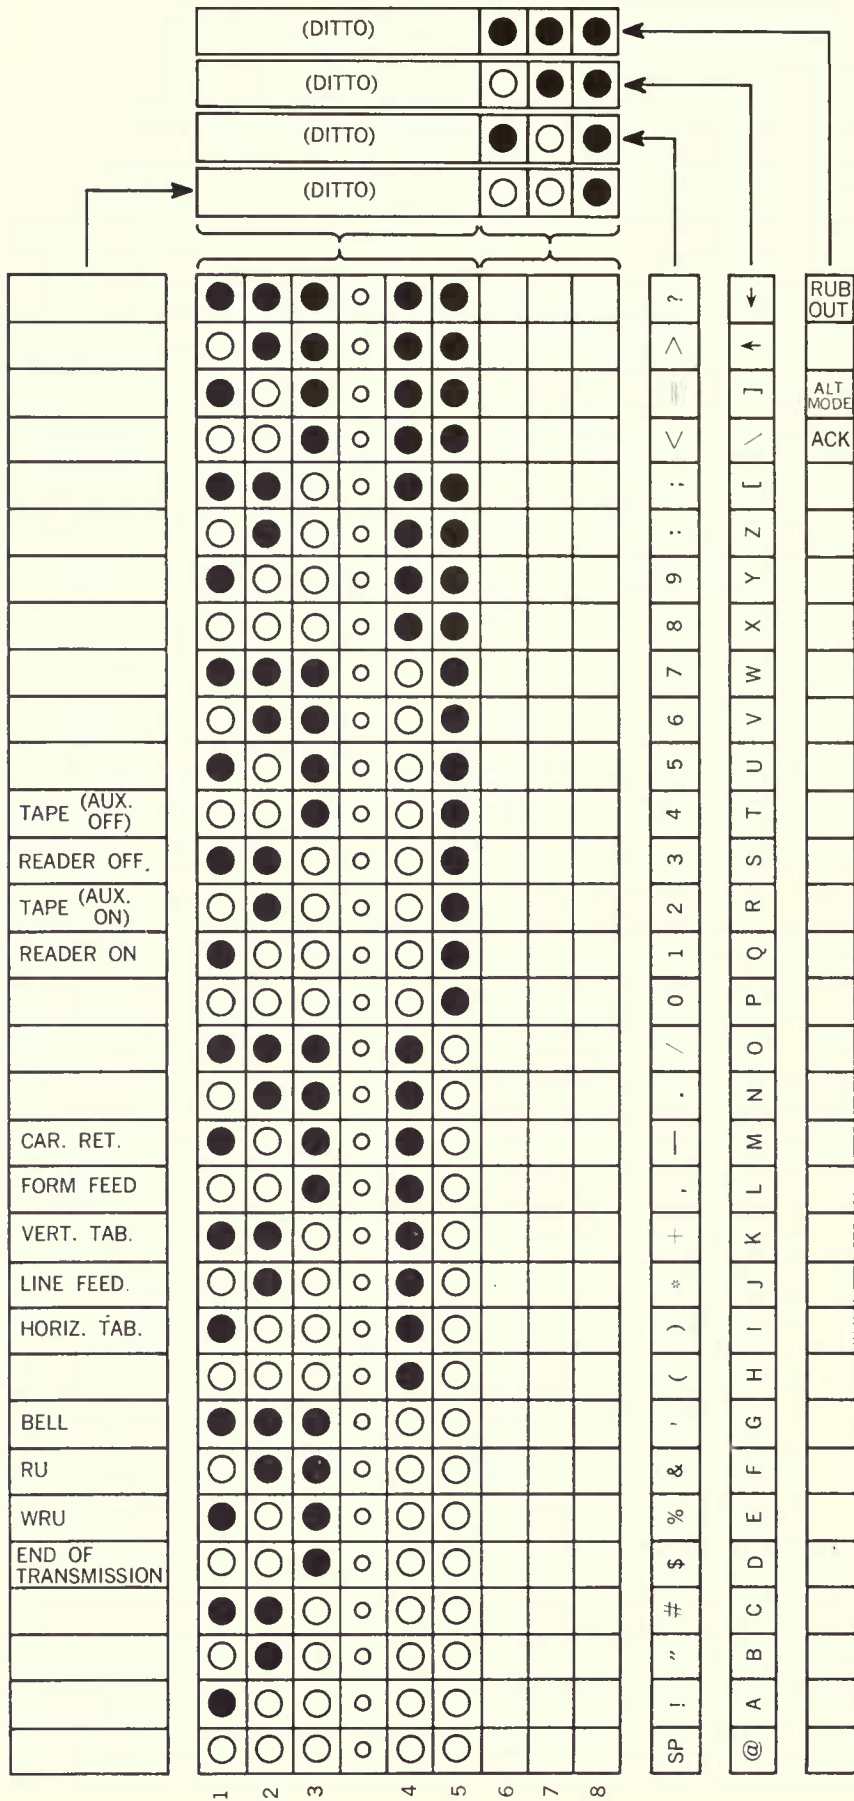 (DITTO)
(DITTO)
(DITTO)
(DITTO)
? ← RUB OUT
> ↑
= ] ALT MODE
< \ ACK
; [
: Z
9 Y
8 X
7 W
6 V
5 U
TAPE (AUX. OFF) 4 T
READER OFF. 3 S
TAPE (AUX. ON) 2 R
READER ON 1 Q
0 P
/ O
. N
CAR. RET. — M
FORM FEED , L
VERT. TAB. + K
LINE FEED. * J
HORIZ. TAB. ) I
( H
BELL ' G
RU & F
WRU % E
END OF TRANSMISSION $ D
# C
" B
! A
SP @
1 2 3 4 5 6 7 8